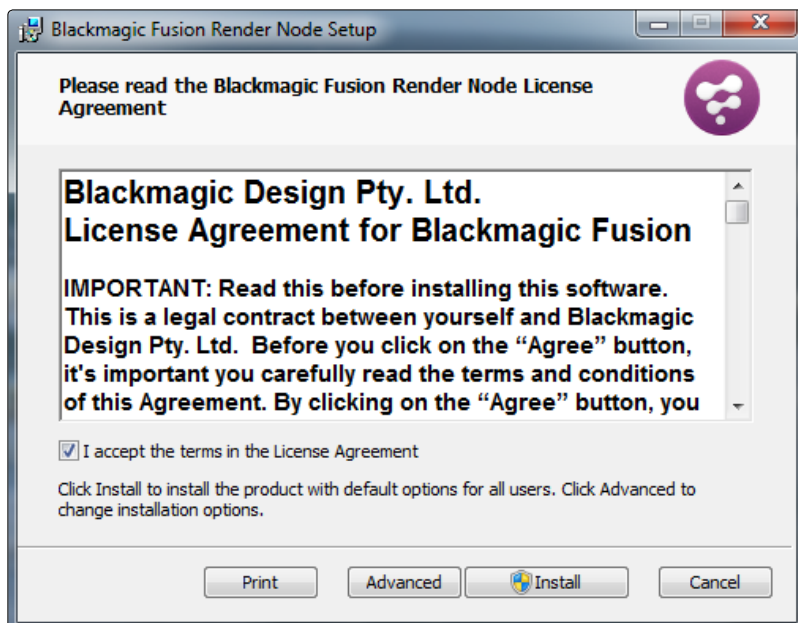 Blackmagic Fusion Render Node Setup
Please read the Blackmagic Fusion Render Node License
Agreement
Blackmagic Design Pty. Ltd.
License Agreement for Blackmagic Fusion
IMPORTANT: Read this before installing this software.
This is a legal contract between yourself and Blackmagic
Design Pty. Ltd.  Before you click on the “Agree” button,
it's important you carefully read the terms and conditions
of this Agreement. By clicking on the “Agree” button, you
I accept the terms in the License Agreement
Click Install to install the product with default options for all users. Click Advanced to
change installation options.
Print Advanced Install Cancel